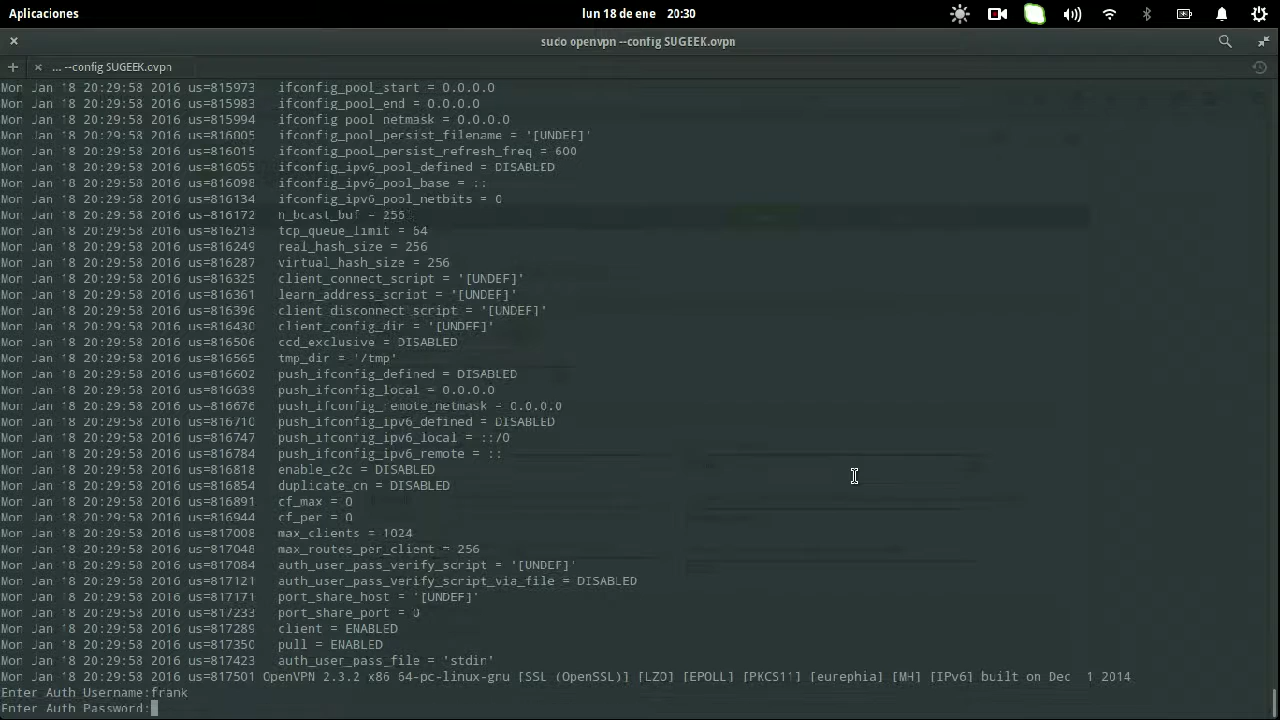 Aplicaciones
lun 18 de ene 20:30
sudo openvpn --config SUGEEK.ovpn
... --config SUGEEK.ovpn
Mon Jan 18 20:29:58 2016 us=815973 ifconfig_pool_start = 0.0.0.0
Mon Jan 18 20:29:58 2016 us=815983 ifconfig_pool_end = 0.0.0.0
Mon Jan 18 20:29:58 2016 us=815994 ifconfig_pool_netmask = 0.0.0.0
Mon Jan 18 20:29:58 2016 us=816005 ifconfig_pool_persist_filename = '[UNDEF]'
Mon Jan 18 20:29:58 2016 us=816015 ifconfig_pool_persist_refresh_freq = 600
Mon Jan 18 20:29:58 2016 us=816055 ifconfig_ipv6_pool_defined = DISABLED
Mon Jan 18 20:29:58 2016 us=816098 ifconfig_ipv6_pool_base = ::
Mon Jan 18 20:29:58 2016 us=816134 ifconfig_ipv6_pool_netbits = 0
Mon Jan 18 20:29:58 2016 us=816172 n_bcast_buf = 256
Mon Jan 18 20:29:58 2016 us=816213 tcp_queue_limit = 64
Mon Jan 18 20:29:58 2016 us=816249 real_hash_size = 256
Mon Jan 18 20:29:58 2016 us=816287 virtual_hash_size = 256
Mon Jan 18 20:29:58 2016 us=816325 client_connect_script = '[UNDEF]'
Mon Jan 18 20:29:58 2016 us=816361 learn_address_script = '[UNDEF]'
Mon Jan 18 20:29:58 2016 us=816396 client_disconnect_script = '[UNDEF]'
Mon Jan 18 20:29:58 2016 us=816430 client_config_dir = '[UNDEF]'
Mon Jan 18 20:29:58 2016 us=816506 ccd_exclusive = DISABLED
Mon Jan 18 20:29:58 2016 us=816565 tmp_dir = '/tmp'
Mon Jan 18 20:29:58 2016 us=816602 push_ifconfig_defined = DISABLED
Mon Jan 18 20:29:58 2016 us=816639 push_ifconfig_local = 0.0.0.0
Mon Jan 18 20:29:58 2016 us=816676 push_ifconfig_remote_netmask = 0.0.0.0
Mon Jan 18 20:29:58 2016 us=816710 push_ifconfig_ipv6_defined = DISABLED
Mon Jan 18 20:29:58 2016 us=816747 push_ifconfig_ipv6_local = ::/0
Mon Jan 18 20:29:58 2016 us=816784 push_ifconfig_ipv6_remote = ::
Mon Jan 18 20:29:58 2016 us=816818 enable_c2c = DISABLED
Mon Jan 18 20:29:58 2016 us=816854 duplicate_cn = DISABLED
Mon Jan 18 20:29:58 2016 us=816891 cf_max = 0
Mon Jan 18 20:29:58 2016 us=816944 cf_per = 0
Mon Jan 18 20:29:58 2016 us=817008 max_clients = 1024
Mon Jan 18 20:29:58 2016 us=817048 max_routes_per_client = 256
Mon Jan 18 20:29:58 2016 us=817084 auth_user_pass_verify_script = '[UNDEF]'
Mon Jan 18 20:29:58 2016 us=817121 auth_user_pass_verify_script_via_file = DISABLED
Mon Jan 18 20:29:58 2016 us=817171 port_share_host = '[UNDEF]'
Mon Jan 18 20:29:58 2016 us=817233 port_share_port = 0
Mon Jan 18 20:29:58 2016 us=817289 client = ENABLED
Mon Jan 18 20:29:58 2016 us=817350 pull = ENABLED
Mon Jan 18 20:29:58 2016 us=817423 auth_user_pass_file = 'stdin'
Mon Jan 18 20:29:58 2016 us=817501 OpenVPN 2.3.2 x86_64-pc-linux-gnu [SSL (OpenSSL)] [LZO] [EPOLL] [PKCS11] [eurephia] [MH] [IPv6] built on Dec 1 2014
Enter Auth Username:frank
Enter Auth Password: